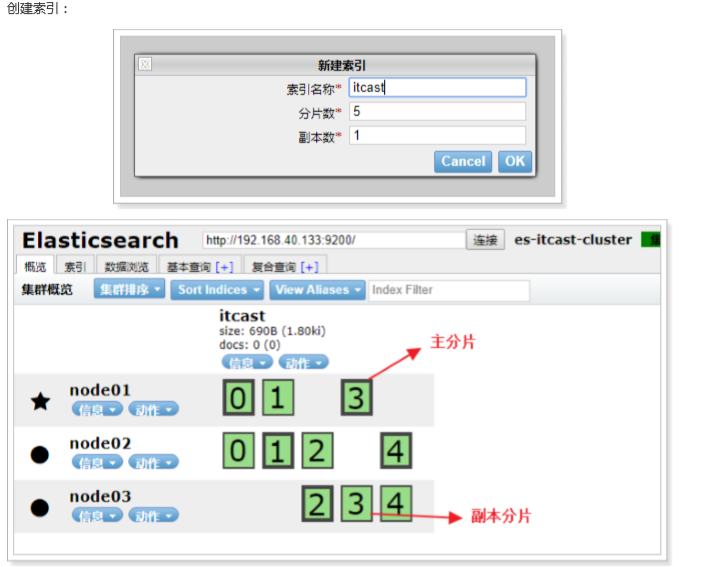 创建索引：
新建索引
索引名称* itcast
分片数* 5
副本数* 1
Cancel OK
Elasticsearch http://192.168.40.133:9200/ 连接 es-itcast-cluster
概览 索引 数据浏览 基本查询 [+] 复合查询 [+]
集群概览 集群排序 Sort Indices View Aliases Index Filter
itcast
size: 690B (1.80ki)
docs: 0 (0)
信息 动作
主分片
node01
信息 动作
0 1 3
node02
信息 动作
0 1 2 4
node03
信息 动作
2 3 4
副本分片